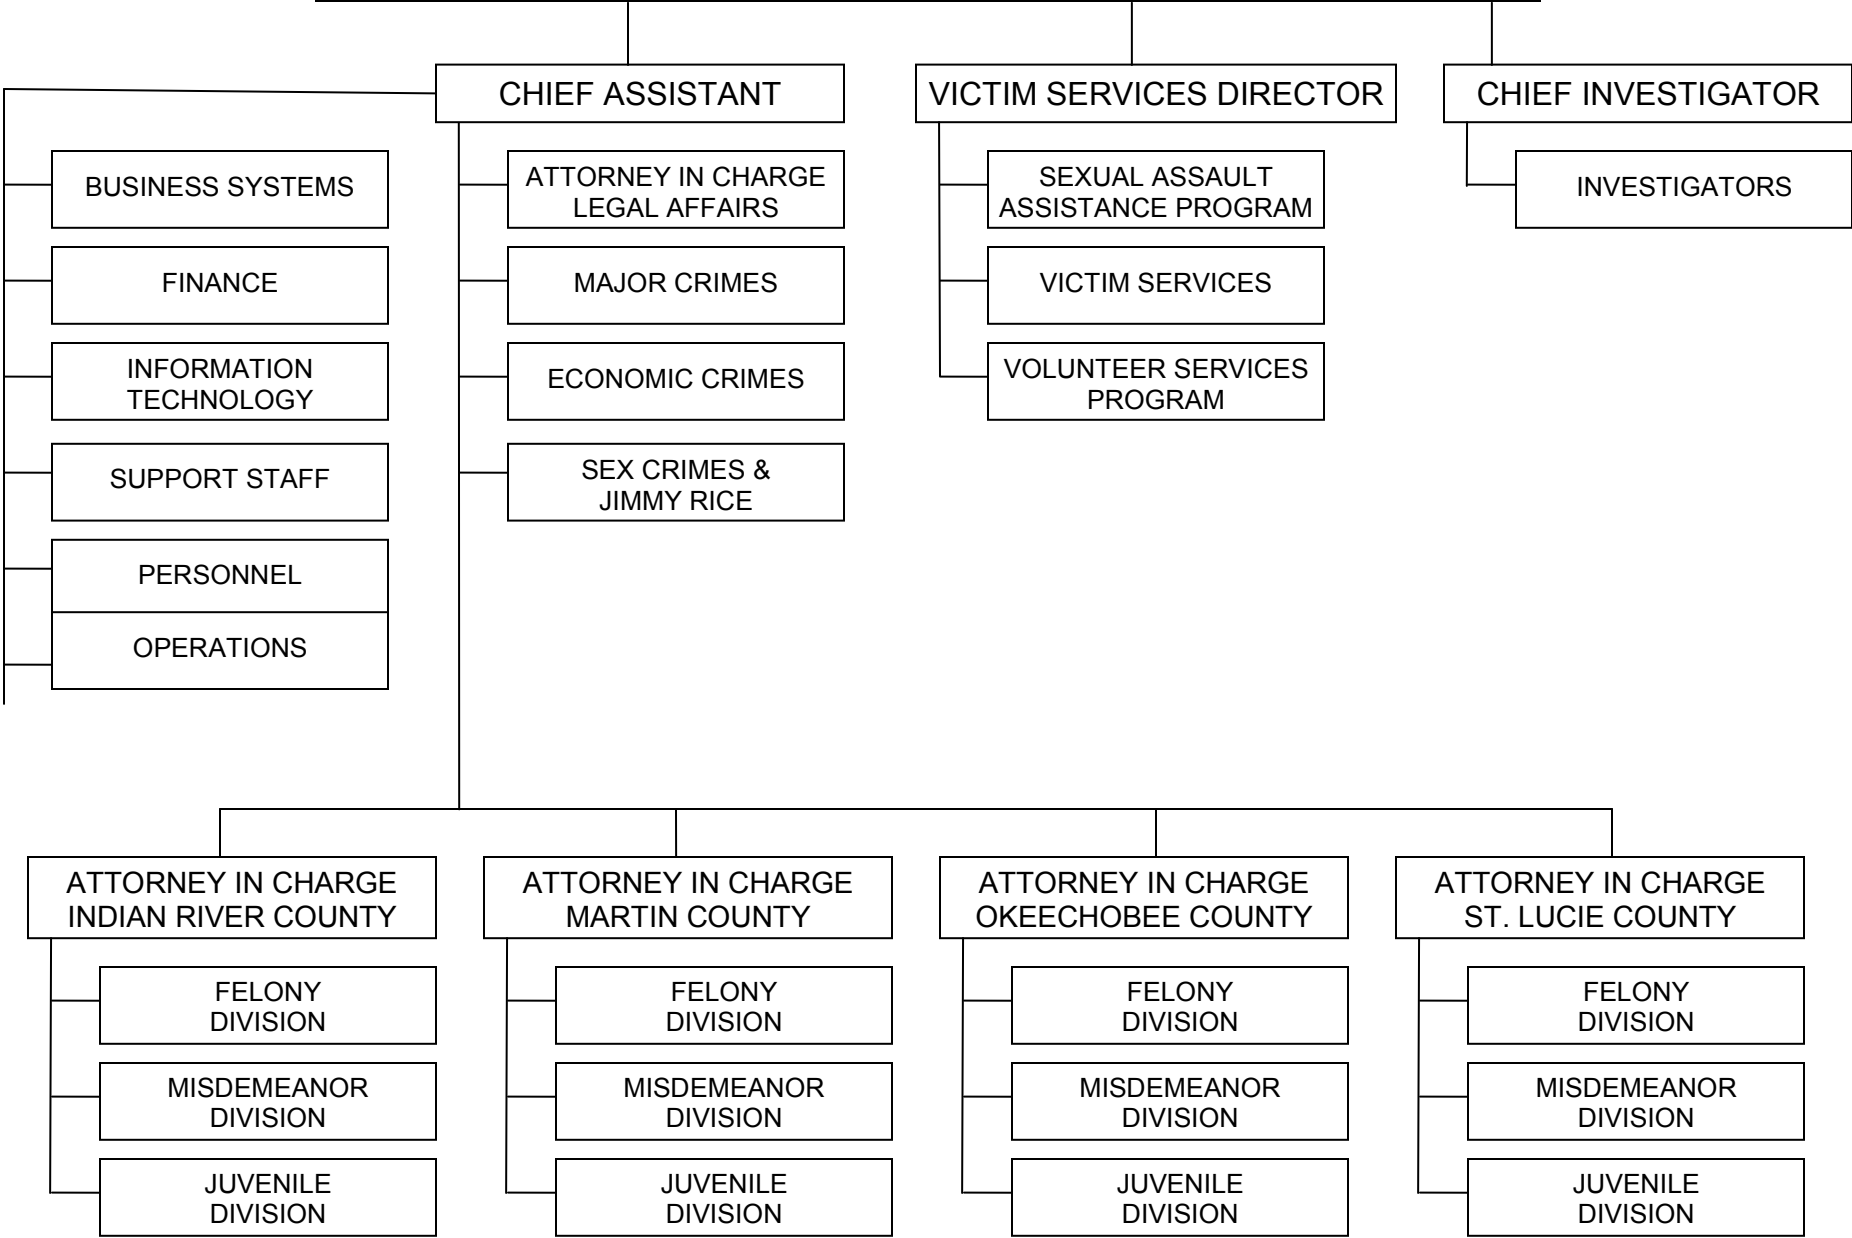 CHIEF ASSISTANT
VICTIM SERVICES DIRECTOR
CHIEF INVESTIGATOR
BUSINESS SYSTEMS
FINANCE
INFORMATION
TECHNOLOGY
SUPPORT STAFF
PERSONNEL
OPERATIONS
ATTORNEY IN CHARGE
LEGAL AFFAIRS
MAJOR CRIMES
ECONOMIC CRIMES
SEX CRIMES &
JIMMY RICE
SEXUAL ASSAULT
ASSISTANCE PROGRAM
VICTIM SERVICES
VOLUNTEER SERVICES
PROGRAM
INVESTIGATORS
ATTORNEY IN CHARGE
INDIAN RIVER COUNTY
FELONY
DIVISION
MISDEMEANOR
DIVISION
JUVENILE
DIVISION
ATTORNEY IN CHARGE
MARTIN COUNTY
FELONY
DIVISION
MISDEMEANOR
DIVISION
JUVENILE
DIVISION
ATTORNEY IN CHARGE
OKEECHOBEE COUNTY
FELONY
DIVISION
MISDEMEANOR
DIVISION
JUVENILE
DIVISION
ATTORNEY IN CHARGE
ST. LUCIE COUNTY
FELONY
DIVISION
MISDEMEANOR
DIVISION
JUVENILE
DIVISION